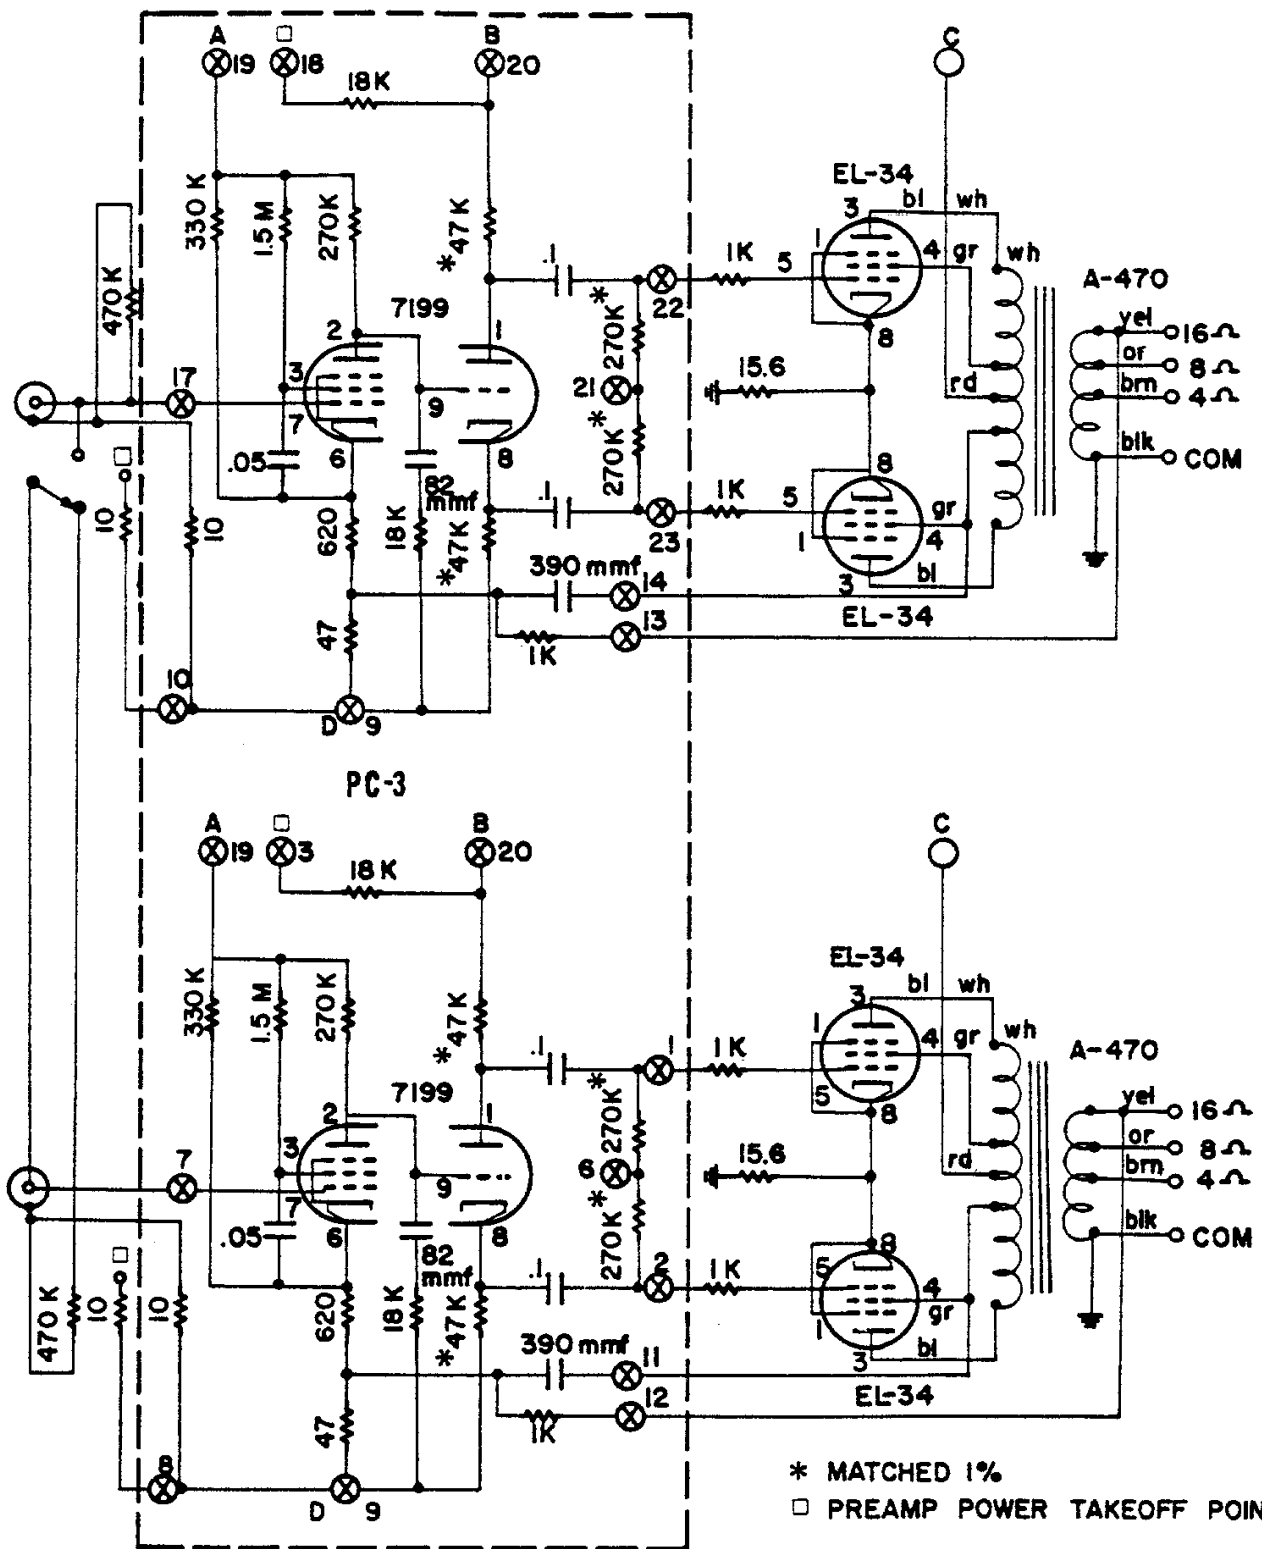 A
□
B
C
19
18
20
18K
EL-34
3
bl
wh
330K
1.5M
270K
*47K
1
4
gr
wh
.1
1K
5
A-470
7199
22
8
yel
16Ω
470K
2
1
*270K
or
8Ω
3
15.6
rd
brn
4Ω
17
9
21
7
*270K
blk
COM
□
.05
6
8
8
82
mmf
.1
1K
5
gr
10
10
620
18K
*47K
23
1
4
390mmf
14
3
bl
EL-34
47
13
1K
10
D
9
PC-3
A
□
B
C
19
3
20
18K
EL-34
3
bl
wh
330K
1.5M
270K
*47K
1
4
gr
wh
.1
1
1K
A-470
7199
5
8
yel
16Ω
2
1
*270K
or
8Ω
3
6
15.6
rd
brn
4Ω
7
9
7
*270K
blk
COM
.05
6
8
8
□
82
mmf
.1
2
1K
5
4
gr
470K
10
10
620
18K
*47K
1
390mmf
11
3
bl
12
EL-34
47
1K
8
D
9
* MATCHED 1%
□ PREAMP POWER TAKEOFF POIN